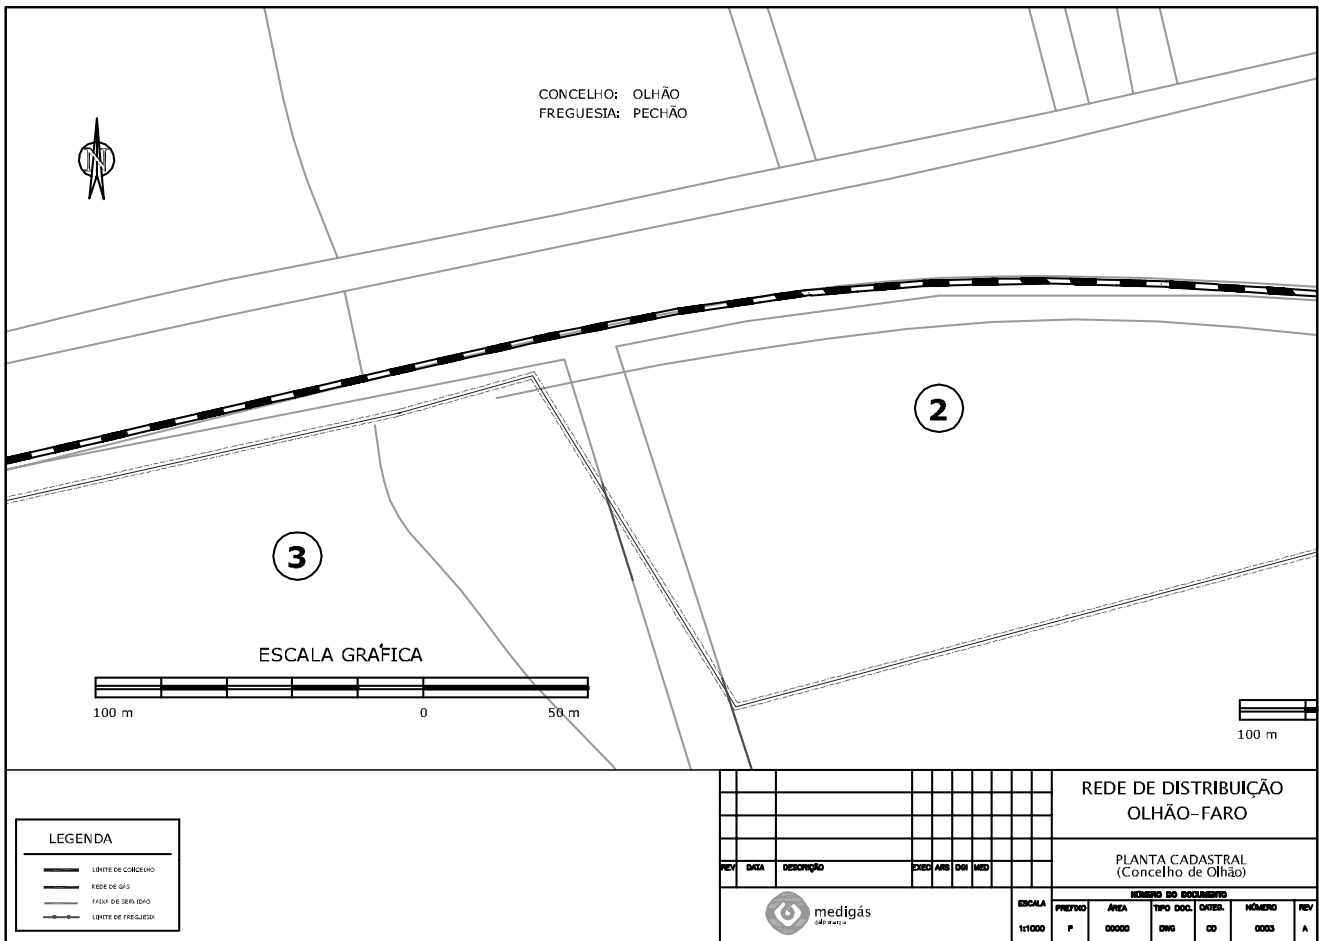 CONCELHO: OLHÃO
FREGUESIA: PECHÃO
N
2
3
ESCALA GRÁFICA
100 m 0 50 m
100 m
LEGENDA
LIMITE DE CONCELHO
REDE DE GÁS
FAIXA DE SERVIDÃO
LIMITE DE FREGUESIA
REV DATA DESCRIÇÃO EXEC ARS DGI MED
REDE DE DISTRIBUIÇÃO
OLHÃO-FARO
PLANTA CADASTRAL
(Concelho de Olhão)
medigás
galp energia
ESCALA
1:1000
NÚMERO DO DOCUMENTO
PREFIXO ÁREA TIPO DOC. CATEG. NÚMERO REV
P 00000 DWG CD 0003 A